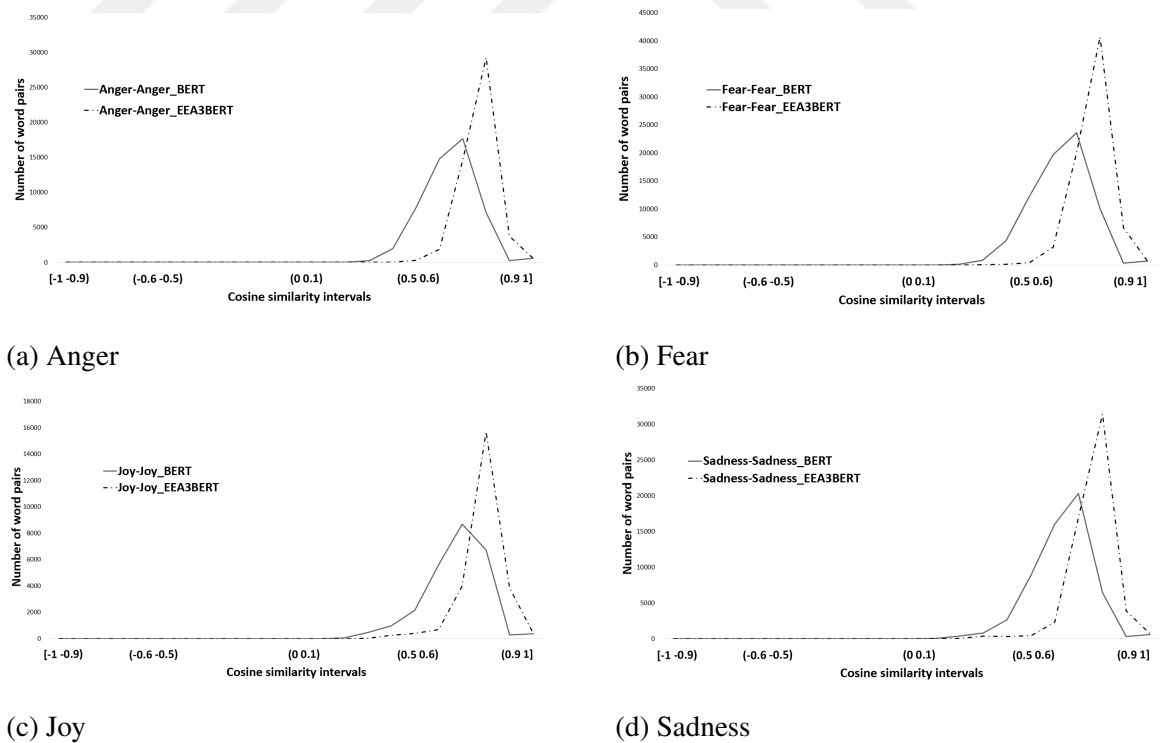 35000
30000
25000
20000
15000
10000
5000
0
Number of word pairs
Anger-Anger_BERT
Anger-Anger_EEA3BERT
[-1 -0.9) (-0.6 -0.5) (0 0.1) (0.5 0.6) (0.9 1]
Cosine similarity intervals
(a) Anger
45000
40000
35000
30000
25000
20000
15000
10000
5000
0
Number of word pairs
Fear-Fear_BERT
Fear-Fear_EEA3BERT
[-1 -0.9) (-0.6 -0.5) (0 0.1) (0.5 0.6) (0.9 1]
Cosine similarity intervals
(b) Fear
18000
16000
14000
12000
10000
8000
6000
4000
2000
0
Number of word pairs
Joy-Joy_BERT
Joy-Joy_EEA3BERT
[-1 -0.9) (-0.6 -0.5) (0 0.1) (0.5 0.6) (0.9 1]
Cosine similarity intervals
(c) Joy
35000
30000
25000
20000
15000
10000
5000
0
Number of word pairs
Sadness-Sadness_BERT
Sadness-Sadness_EEA3BERT
[-1 -0.9) (-0.6 -0.5) (0 0.1) (0.5 0.6) (0.9 1]
Cosine similarity intervals
(d) Sadness